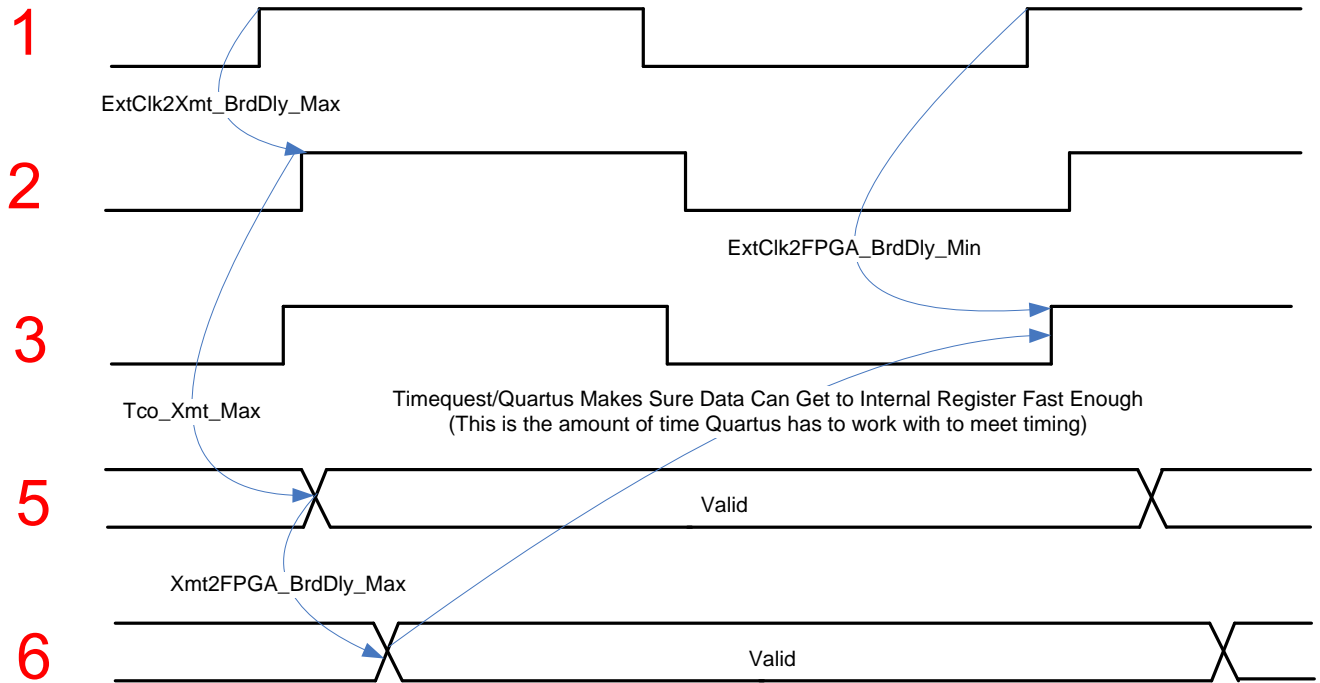 1
ExtClk2Xmt_BrdDly_Max
2
ExtClk2FPGA_BrdDly_Min
3
Tco_Xmt_Max
Timequest/Quartus Makes Sure Data Can Get to Internal Register Fast Enough
(This is the amount of time Quartus has to work with to meet timing)
5
Valid
Xmt2FPGA_BrdDly_Max
6
Valid